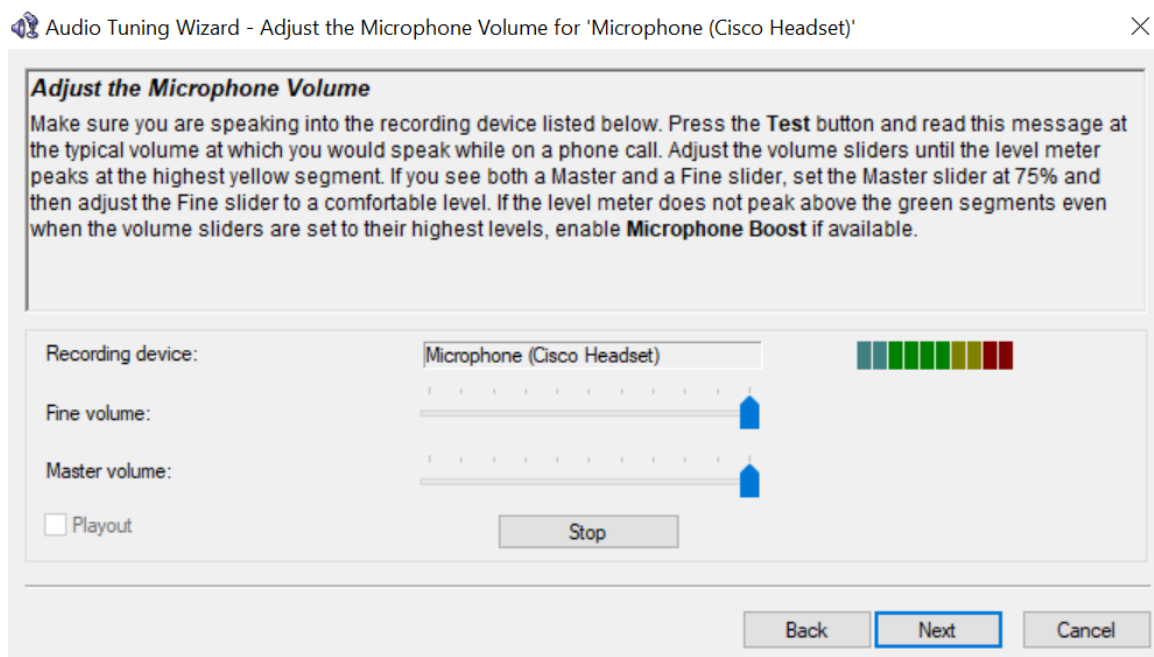 Audio Tuning Wizard - Adjust the Microphone Volume for 'Microphone (Cisco Headset)'
Adjust the Microphone Volume
Make sure you are speaking into the recording device listed below. Press the Test button and read this message at
the typical volume at which you would speak while on a phone call. Adjust the volume sliders until the level meter
peaks at the highest yellow segment. If you see both a Master and a Fine slider, set the Master slider at 75% and
then adjust the Fine slider to a comfortable level. If the level meter does not peak above the green segments even
when the volume sliders are set to their highest levels, enable Microphone Boost if available.
Recording device:
Microphone (Cisco Headset)
Fine volume:
Master volume:
Playout
Stop
Back
Next
Cancel